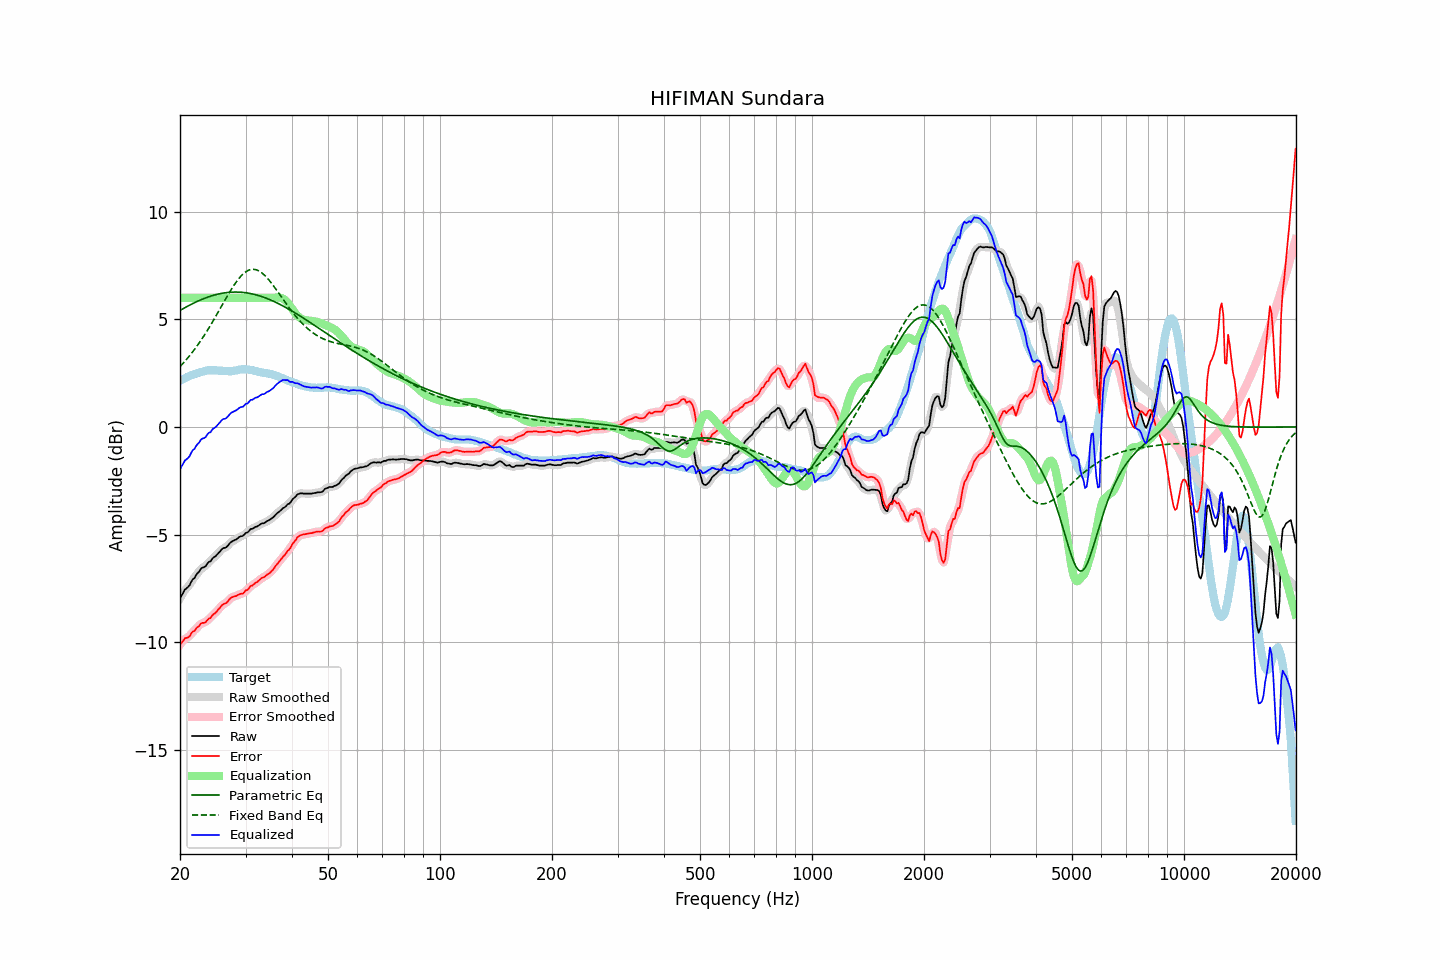 HIFIMAN Sundara
Amplitude (dBr)
10
5
0
−5
−10
−15
Target
Raw Smoothed
Error Smoothed
Raw
Error
Equalization
Parametric Eq
Fixed Band Eq
Equalized
20 50 100 200 500 1000 2000 5000 10000 20000
Frequency (Hz)